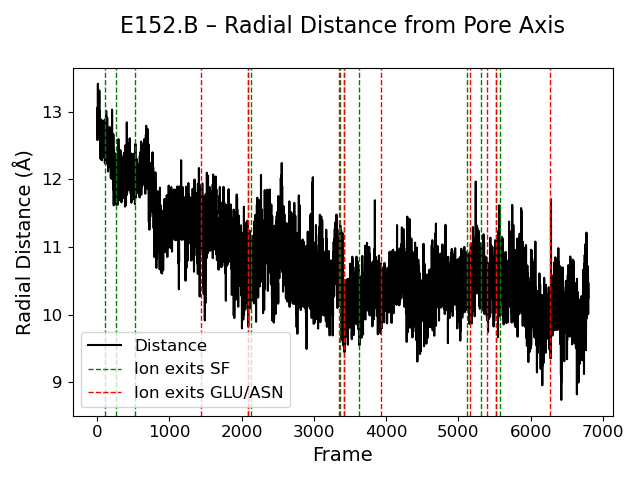 E152.B – Radial Distance from Pore Axis
Radial Distance (Å)
13
12
11
10
9
Distance
Ion exits SF
Ion exits GLU/ASN
0 1000 2000 3000 4000 5000 6000 7000
Frame